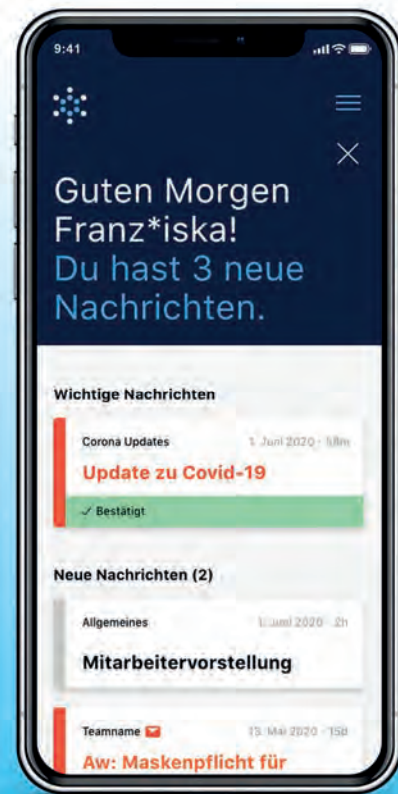 9:41
Guten Morgen
Franz*iska!
Du hast 3 neue
Nachrichten.
Wichtige Nachrichten
Corona Updates
1. Juni 2020 -
Update zu Covid-19
✓ Bestätigt
Neue Nachrichten (2)
Allgemeines
1. Juni 2020 - 2h
Mitarbeitervorstellung
Teamname
13. Mai 2020 - 15d
Aw: Maskenpflicht für